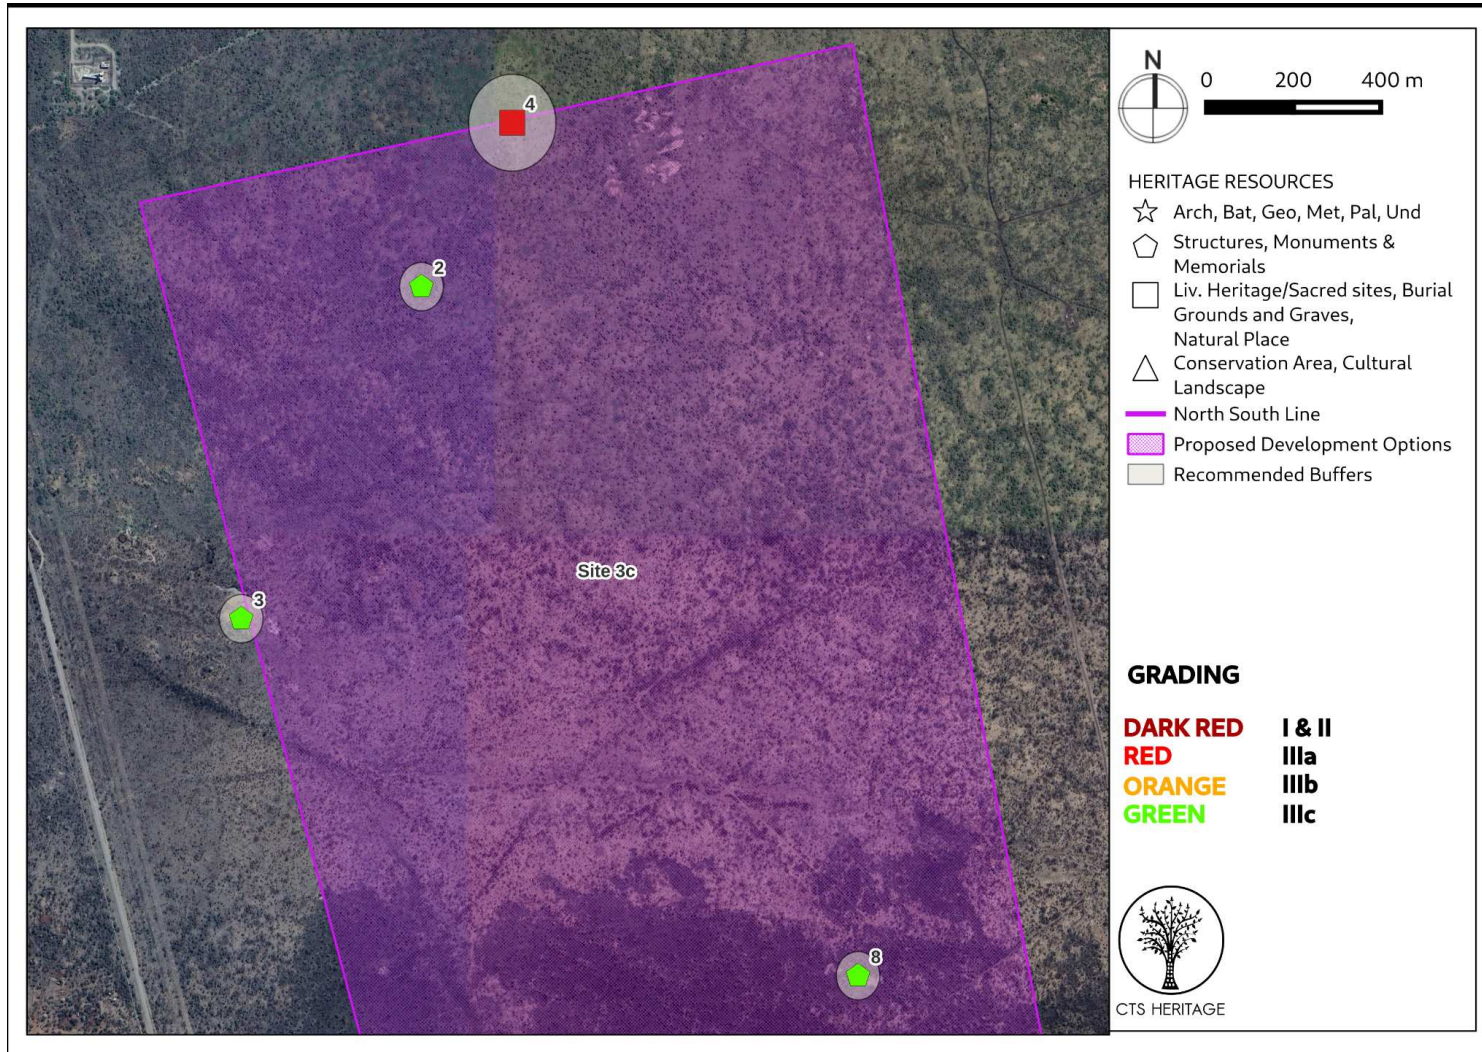 4
2
3
Site 3c
8
N
0 200 400 m
HERITAGE RESOURCES
Arch, Bat, Geo, Met, Pal, Und
Structures, Monuments &
Memorials
Liv. Heritage/Sacred sites, Burial
Grounds and Graves,
Natural Place
Conservation Area, Cultural
Landscape
North South Line
Proposed Development Options
Recommended Buffers
GRADING
DARK RED I & II
RED IIIa
ORANGE IIIb
GREEN IIIc
CTS HERITAGE